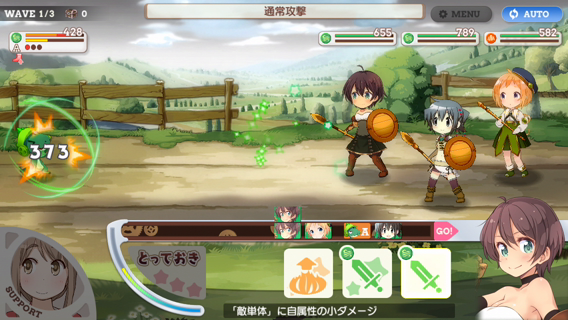 WAVE 1/3
0
通常攻撃
MENU
AUTO
428
A
655
789
582
373
GO!
とっておき
SUPPORT
「敵単体」に自属性の小ダメージ